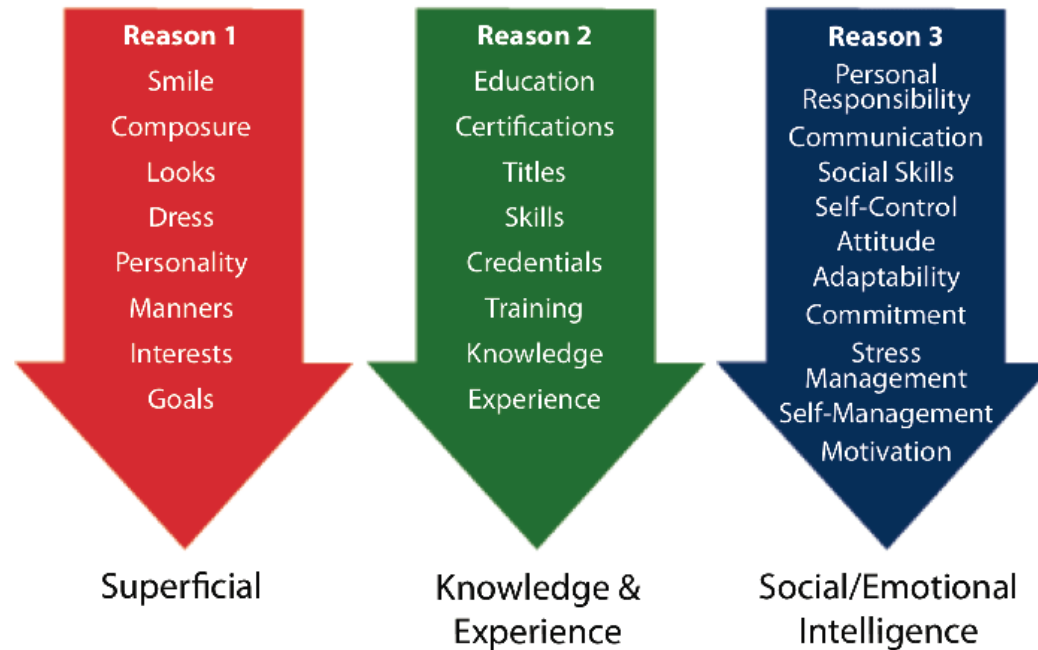 Reason 1
Smile
Composure
Looks
Dress
Personality
Manners
Interests
Goals
Superficial
Reason 2
Education
Certifications
Titles
Skills
Credentials
Training
Knowledge
Experience
Knowledge &
Experience
Reason 3
Personal
Responsibility
Communication
Social Skills
Self-Control
Attitude
Adaptability
Commitment
Stress
Management
Self-Management
Motivation
Social/Emotional
Intelligence